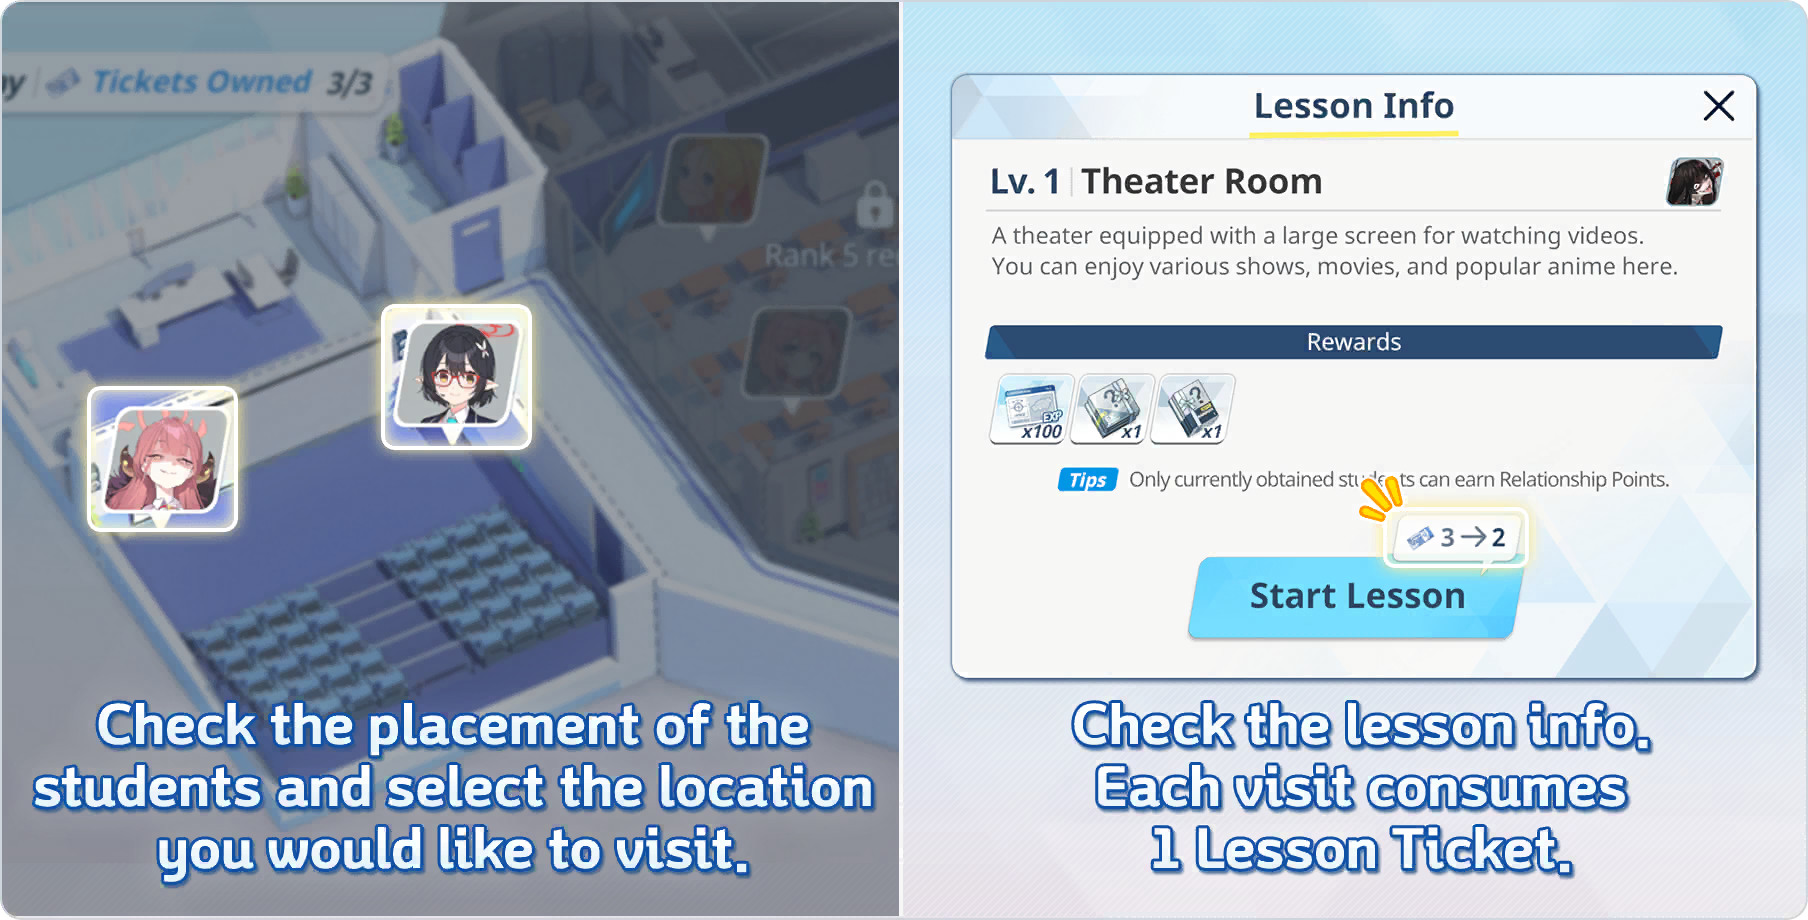 Tickets Owned 3/3
Rank 5
Check the placement of the
students and select the location
you would like to visit.
Lesson Info
Lv. 1 Theater Room
A theater equipped with a large screen for watching videos.
You can enjoy various shows, movies, and popular anime here.
Rewards
EXP
x100
?
x1
?
x1
Tips Only currently obtained students can earn Relationship Points.
3→2
Start Lesson
Check the lesson info.
Each visit consumes
1 Lesson Ticket.